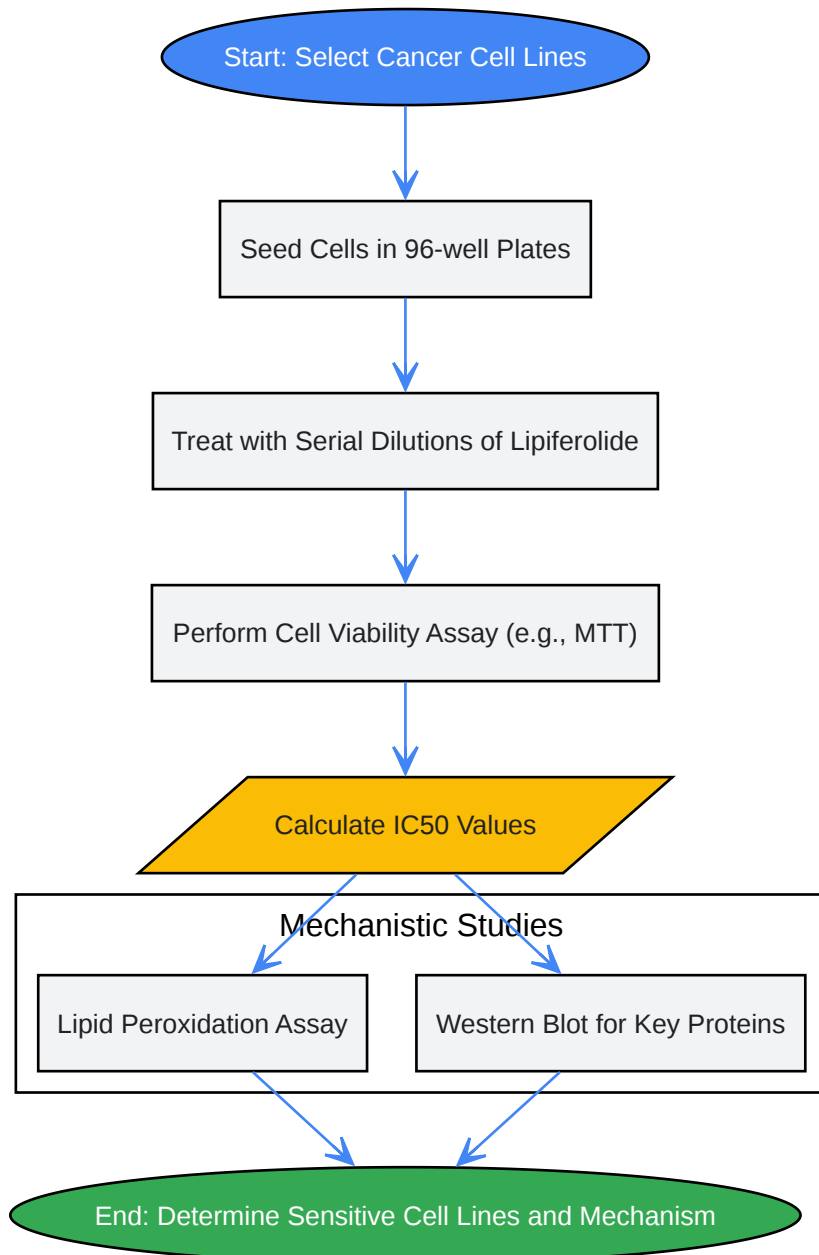 Start: Select Cancer Cell Lines
Seed Cells in 96-well Plates
Treat with Serial Dilutions of Lipiferolide
Perform Cell Viability Assay (e.g., MTT)
Calculate IC50 Values
Mechanistic Studies
Lipid Peroxidation Assay
Western Blot for Key Proteins
End: Determine Sensitive Cell Lines and Mechanism